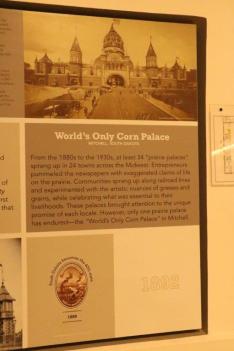 World's Only Corn Palace
MITCHELL, SOUTH DAKOTA
From the 1880s to the 1930s, at least 34 "prairie palaces"
sprang up in 24 towns across the Midwest. Entrepreneurs
pummeled the newspapers with exaggerated claims of life
on the prairie. Communities sprang up along railroad lines
and experimented with the artistic nuances of grasses and
grains, while celebrating what was essential to their
livelihoods. These palaces brought attention to the unique
promise of each locale. However, only one prairie palace
has endured—the "World's Only Corn Palace" in Mitchell.
d
of
y
rst
that
1892
1889